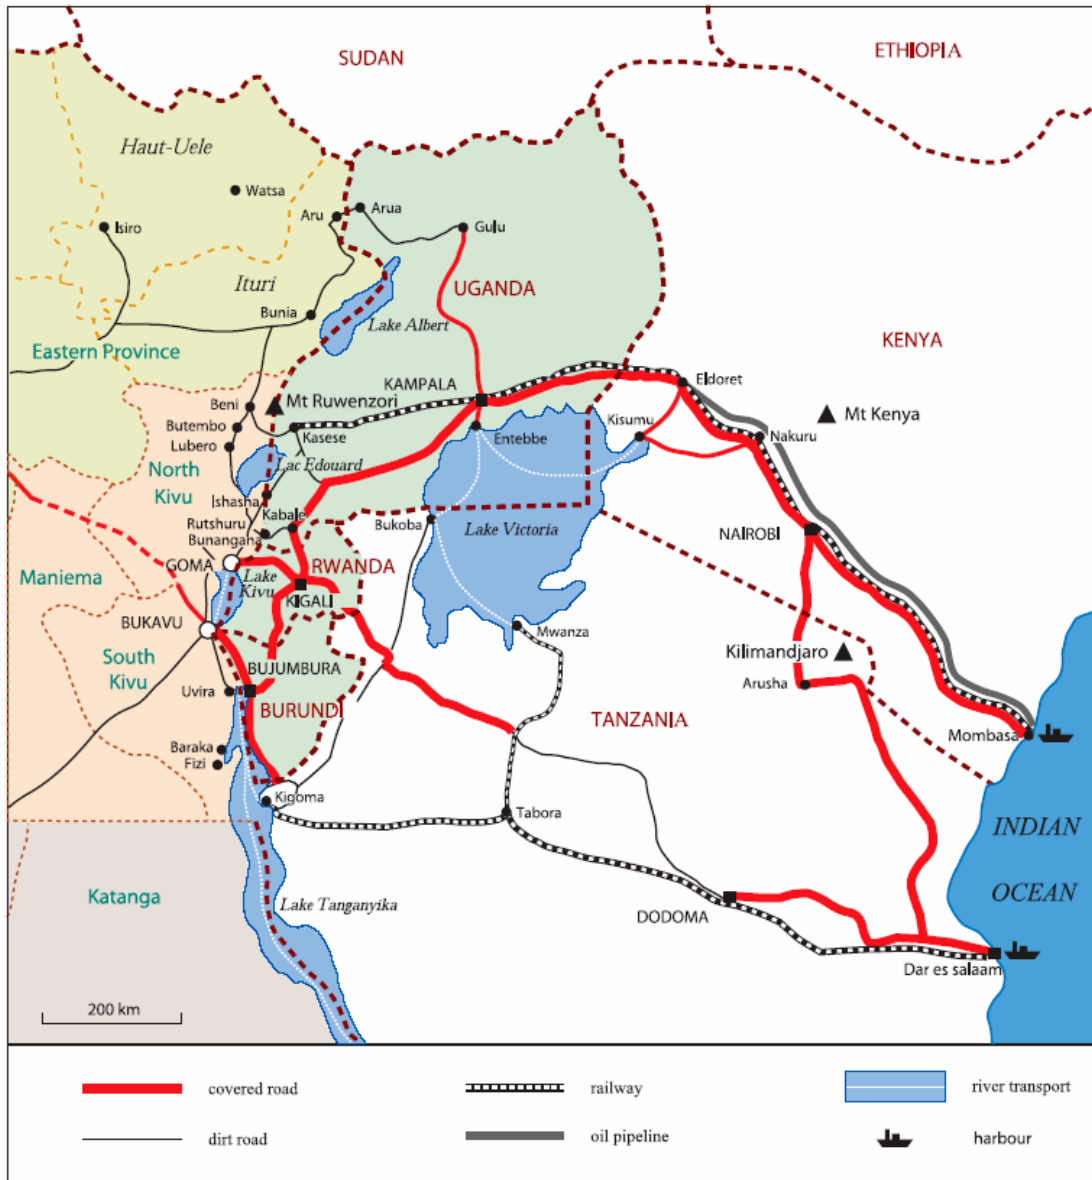 SUDAN
ETHIOPIA
Haut-Uele
Watsa
Aru
Arua
Isiro
Gulu
Ituri
UGANDA
Bunia
Lake Albert
KENYA
Eastern Province
KAMPALA
Eldoret
Mt Ruwenzori
Beni
Mt Kenya
Butembo
Kisumu
Kasese
Entebbe
Nakuru
Lubero
Lac Edouard
North
Kivu
Ishasha
Kabale
Bukoba
Lake Victoria
Rutshuru
Bunangana
NAIROBI
GOMA
Lake
Kivu
RWANDA
Maniema
KIGALI
BUKAVU
Mwanza
South
Kivu
Kilimandjaro
BUJUMBURA
Arusha
Uvira
BURUNDI
TANZANIA
Mombasa
Baraka
Fizi
Kigoma
Tabora
INDIAN
OCEAN
Katanga
Lake Tanganyika
DODOMA
Dar es salaam
200 km
covered road
railway
river transport
dirt road
oil pipeline
harbour